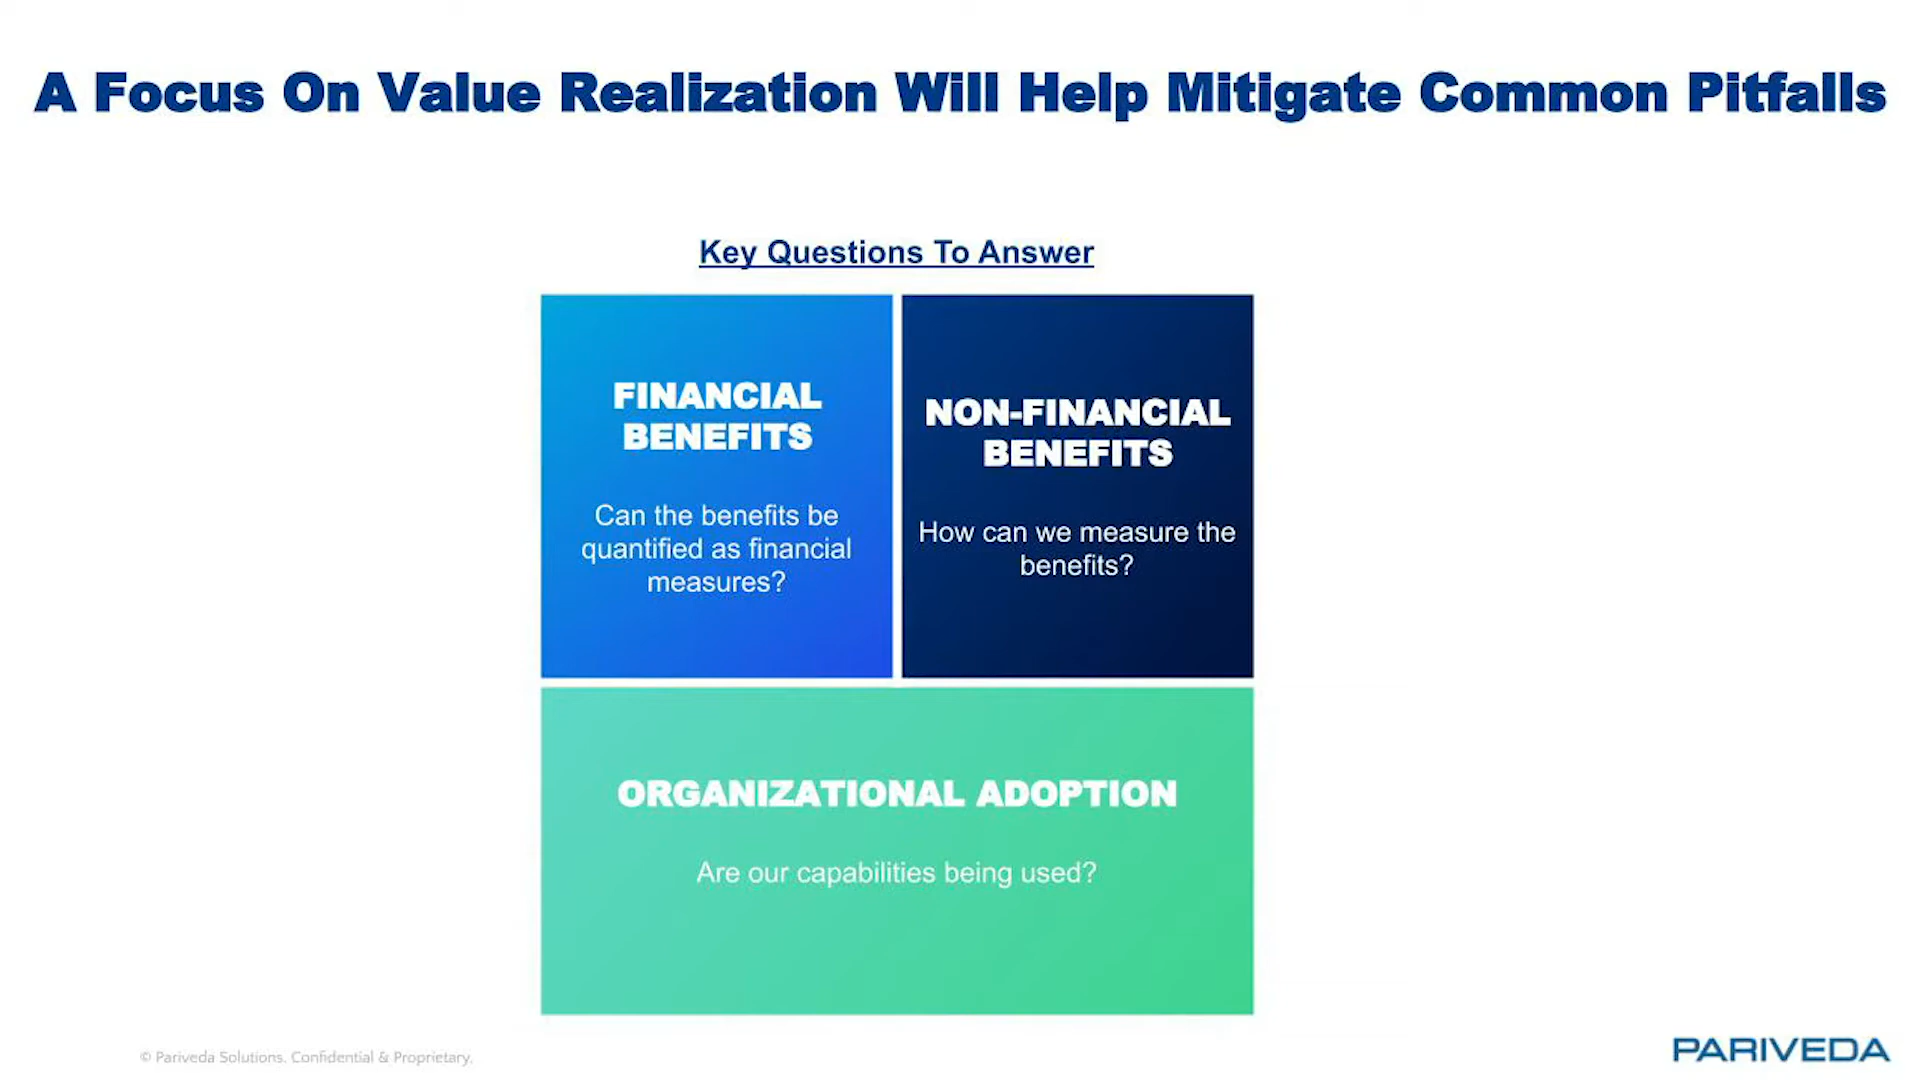 A Focus On Value Realization Will Help Mitigate Common Pitfalls
Key Questions To Answer
FINANCIAL
BENEFITS
Can the benefits be
quantified as financial
measures?
NON-FINANCIAL
BENEFITS
How can we measure the
benefits?
ORGANIZATIONAL ADOPTION
Are our capabilities being used?
© Pariveda Solutions. Confidential & Proprietary.
PARIVEDA